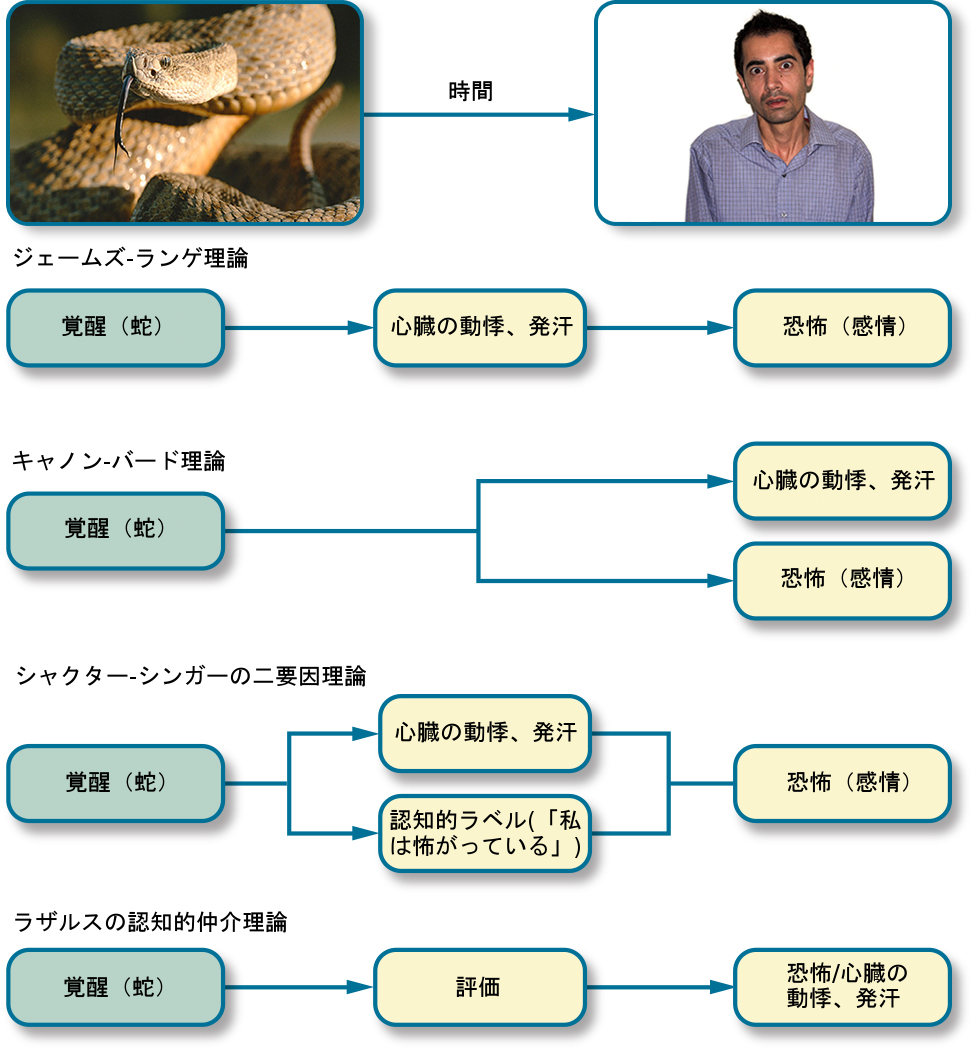 時間
ジェームズ-ランゲ理論
覚醒（蛇）
心臓の動悸、発汗
恐怖（感情）
キャノン-バード理論
覚醒（蛇）
心臓の動悸、発汗
恐怖（感情）
シャクター-シンガーの二要因理論
覚醒（蛇）
心臓の動悸、発汗
認知的ラベル(「私
は怖がっている」)
恐怖（感情）
ラザルスの認知的仲介理論
覚醒（蛇）
評価
恐怖/心臓の
動悸、発汗